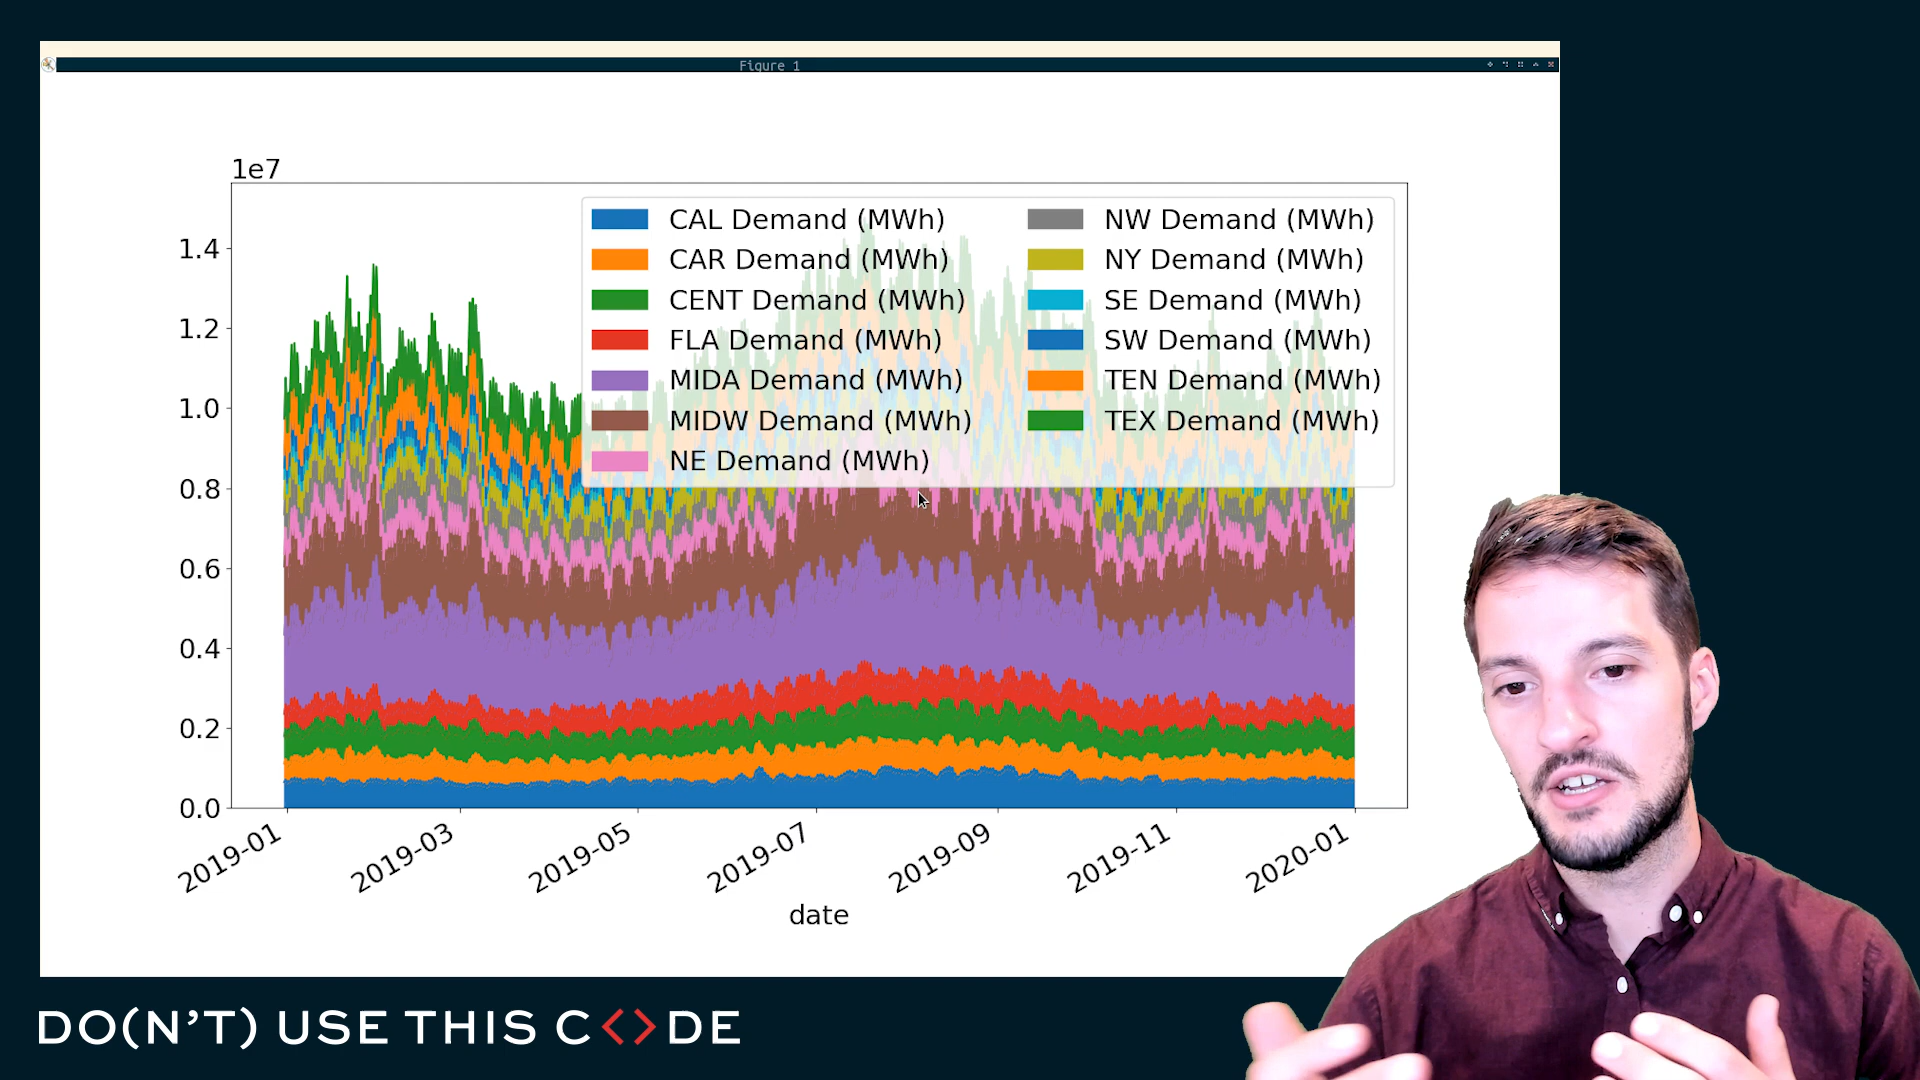 Figure 1
1e7
CAL Demand (MWh)
CAR Demand (MWh)
CENT Demand (MWh)
FLA Demand (MWh)
MIDA Demand (MWh)
MIDW Demand (MWh)
NE Demand (MWh)
NW Demand (MWh)
NY Demand (MWh)
SE Demand (MWh)
SW Demand (MWh)
TEN Demand (MWh)
TEX Demand (MWh)
1.4
1.2
1.0
0.8
0.6
0.4
0.2
0.0
2019-01
2019-03
2019-05
2019-07
2019-09
2019-11
2020-01
date
DO(N'T) USE THIS C<>DE